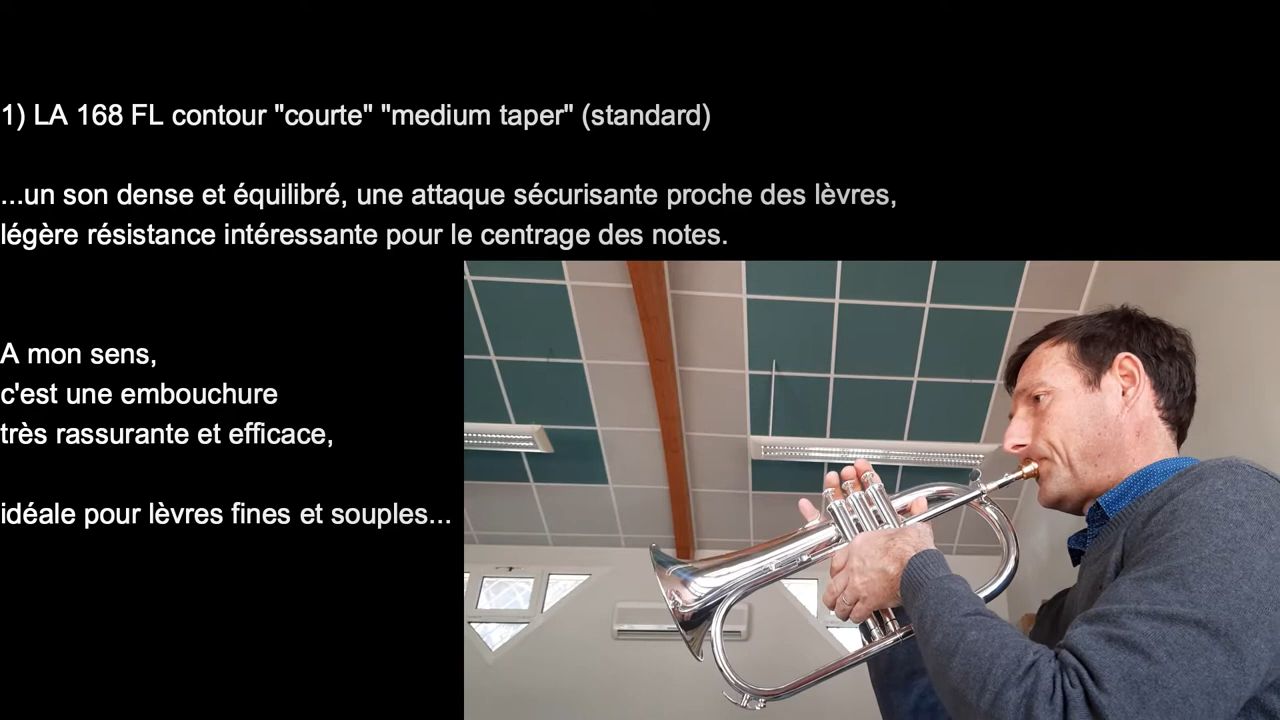 1) LA 168 FL contour "courte" "medium taper" (standard)
...un son dense et équilibré, une attaque sécurisante proche des lèvres,
légère résistance intéressante pour le centrage des notes.
A mon sens,
c'est une embouchure
très rassurante et efficace,
idéale pour lèvres fines et souples...